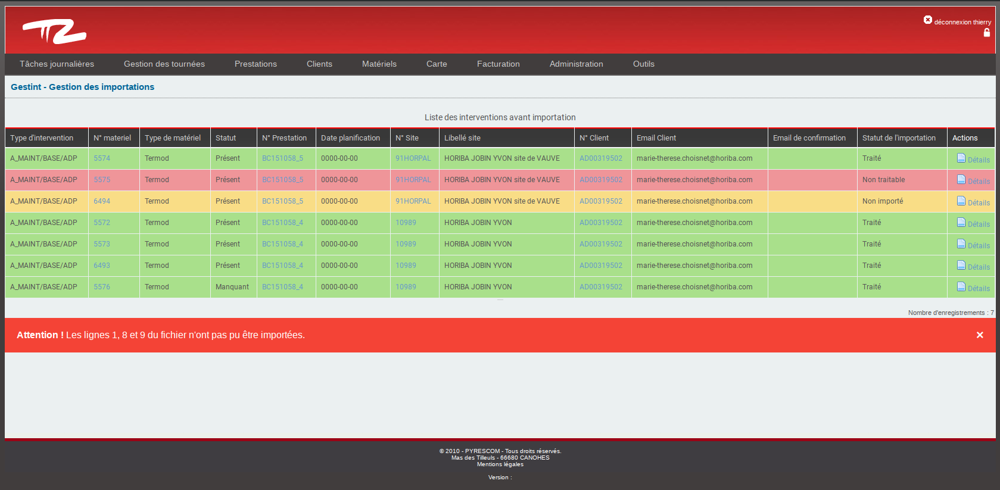 TZ
déconnexion thierry
Tâches journalières Gestion des tournées Prestations Clients Matériels Carte Facturation Administration Outils
Gestint - Gestion des importations
Liste des interventions avant importation
Type d'intervention N° materiel Type de matériel Statut N° Prestation Date planification N° Site Libellé site N° Client Email Client Email de confirmation Statut de l'importation Actions
A_MAINT/BASE/ADP 5574 Termod Présent BC151058_5 0000-00-00 91HORPAL HORIBA JOBIN YVON site de VAUVE AD00319502 marie-therese.choisnet@horiba.com Traité Détails
A_MAINT/BASE/ADP 5575 Termod Présent BC151058_5 0000-00-00 91HORPAL HORIBA JOBIN YVON site de VAUVE AD00319502 marie-therese.choisnet@horiba.com Non traitable Détails
A_MAINT/BASE/ADP 6494 Termod Présent BC151058_5 0000-00-00 91HORPAL HORIBA JOBIN YVON site de VAUVE AD00319502 marie-therese.choisnet@horiba.com Non importé Détails
A_MAINT/BASE/ADP 5572 Termod Présent BC151058_4 0000-00-00 10989 HORIBA JOBIN YVON AD00319502 marie-therese.choisnet@horiba.com Traité Détails
A_MAINT/BASE/ADP 5573 Termod Présent BC151058_4 0000-00-00 10989 HORIBA JOBIN YVON AD00319502 marie-therese.choisnet@horiba.com Traité Détails
A_MAINT/BASE/ADP 6493 Termod Présent BC151058_4 0000-00-00 10989 HORIBA JOBIN YVON AD00319502 marie-therese.choisnet@horiba.com Traité Détails
A_MAINT/BASE/ADP 5576 Termod Manquant BC151058_4 0000-00-00 10989 HORIBA JOBIN YVON AD00319502 marie-therese.choisnet@horiba.com Traité Détails
Nombre d'enregistrements : 7
Attention ! Les lignes 1, 8 et 9 du fichier n'ont pas pu être importées. ×
© 2010 - PYRESCOM - Tous droits réservés.
Mas des Tilleuls - 66680 CANOHES
Mentions légales
Version :